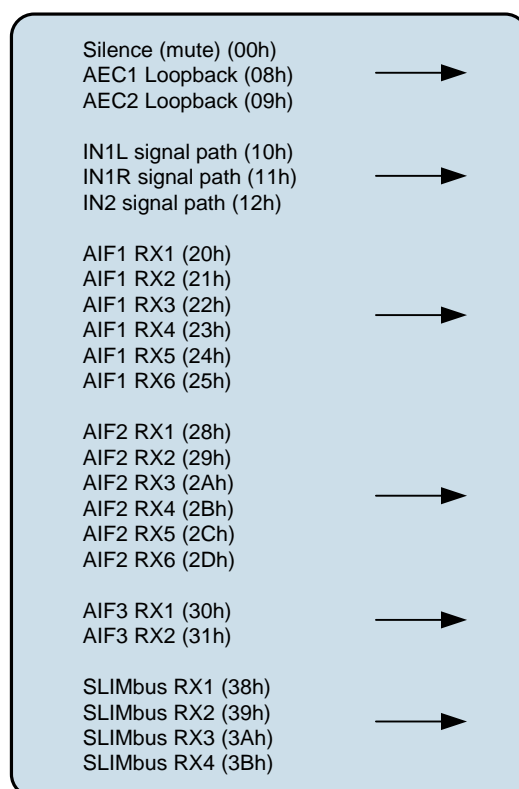 Silence (mute) (00h)
AEC1 Loopback (08h)
AEC2 Loopback (09h)
IN1L signal path (10h)
IN1R signal path (11h)
IN2 signal path (12h)
AIF1 RX1 (20h)
AIF1 RX2 (21h)
AIF1 RX3 (22h)
AIF1 RX4 (23h)
AIF1 RX5 (24h)
AIF1 RX6 (25h)
AIF2 RX1 (28h)
AIF2 RX2 (29h)
AIF2 RX3 (2Ah)
AIF2 RX4 (2Bh)
AIF2 RX5 (2Ch)
AIF2 RX6 (2Dh)
AIF3 RX1 (30h)
AIF3 RX2 (31h)
SLIMbus RX1 (38h)
SLIMbus RX2 (39h)
SLIMbus RX3 (3Ah)
SLIMbus RX4 (3Bh)